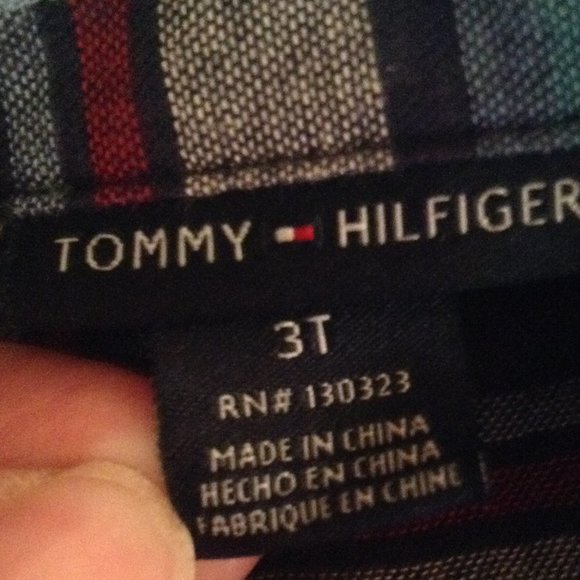 TOMMY HILFIGER
3T
RN# 130323
MADE IN CHINA
HECHO EN CHINA
FABRIQUE EN CHINE